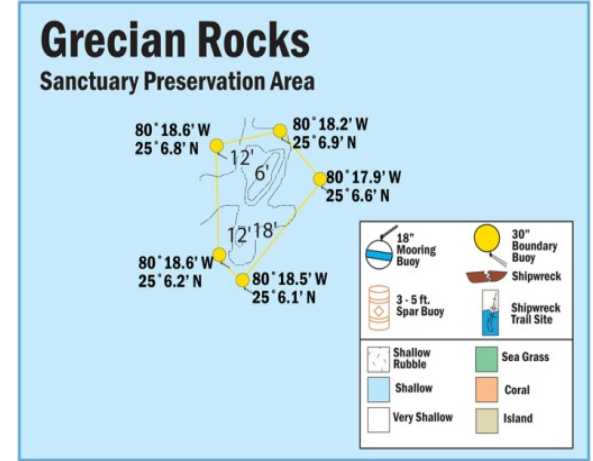 Grecian Rocks
Sanctuary Preservation Area
80°18.6' W
25°6.8' N
80°18.2' W
25°6.9' N
12'
6'
80°17.9' W
25°6.6' N
12'
18'
80°18.6' W
25°6.2' N
80°18.5' W
25°6.1' N
18"
Mooring
Buoy
30"
Boundary
Buoy
Shipwreck
3 - 5 ft.
Spar Buoy
Shipwreck
Trail Site
Shallow
Rubble
Sea Grass
Shallow
Coral
Very Shallow
Island